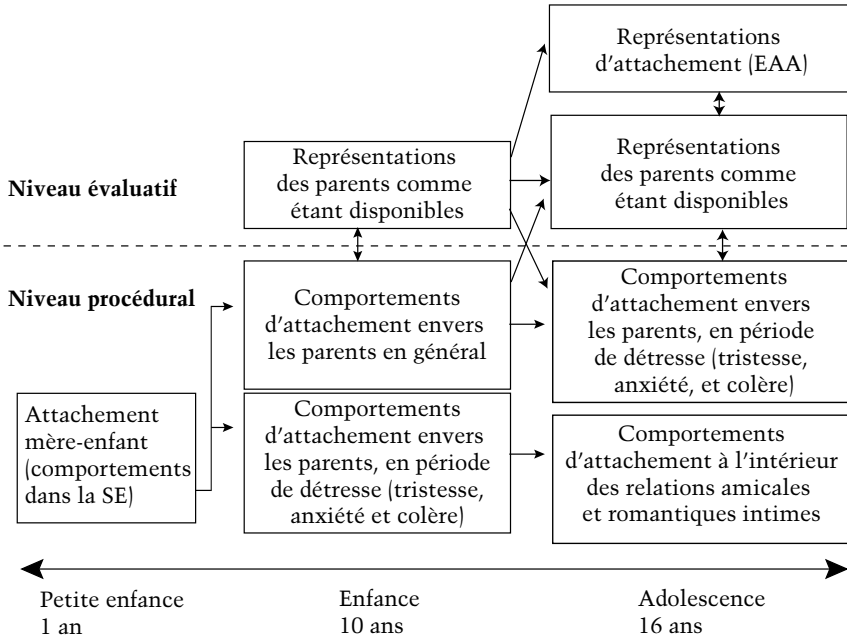 Représentations
d'attachement (EAA)
Niveau évaluatif
Représentations
des parents comme
étant disponibles
Représentations
des parents comme
étant disponibles
Niveau procédural
Attachement
mère-enfant
(comportements
dans la SE)
Comportements
d'attachement envers
les parents en général
Comportements
d'attachement envers
les parents, en période
de détresse (tristesse,
anxiété et colère)
Comportements
d'attachement envers
les parents, en période
de détresse (tristesse,
anxiété, et colère)
Comportements
d'attachement à l'intérieur
des relations amicales
et romantiques intimes
Petite enfance
1 an
Enfance
10 ans
Adolescence
16 ans